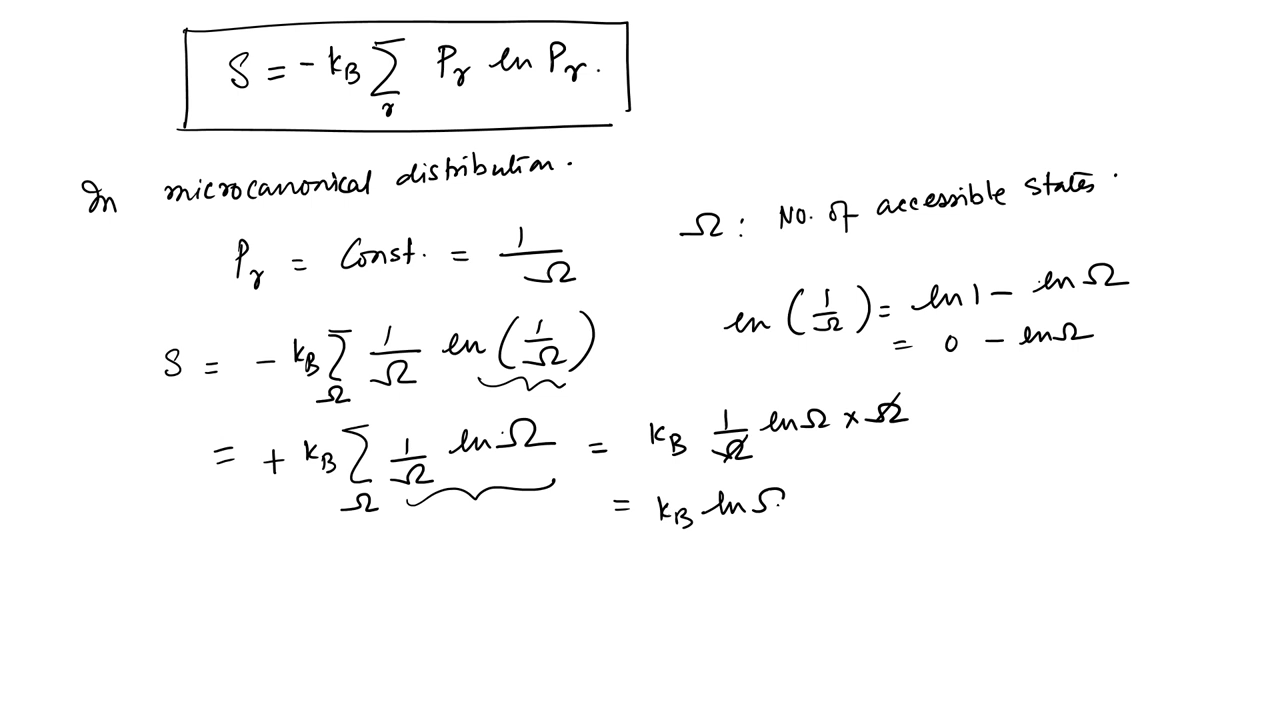 S = - k_B ∑_r P_r ln P_r .
In microcanonical distribution.
P_r = Const. = 1/Ω
Ω : No. of accessible states .
ln (1/Ω) = ln 1 - ln Ω
= 0 - ln Ω
S = - k_B ∑_Ω 1/Ω ln (1/Ω)
= + k_B ∑_Ω 1/Ω ln Ω = k_B 1/Ω ln Ω × Ω
= k_B ln Ω